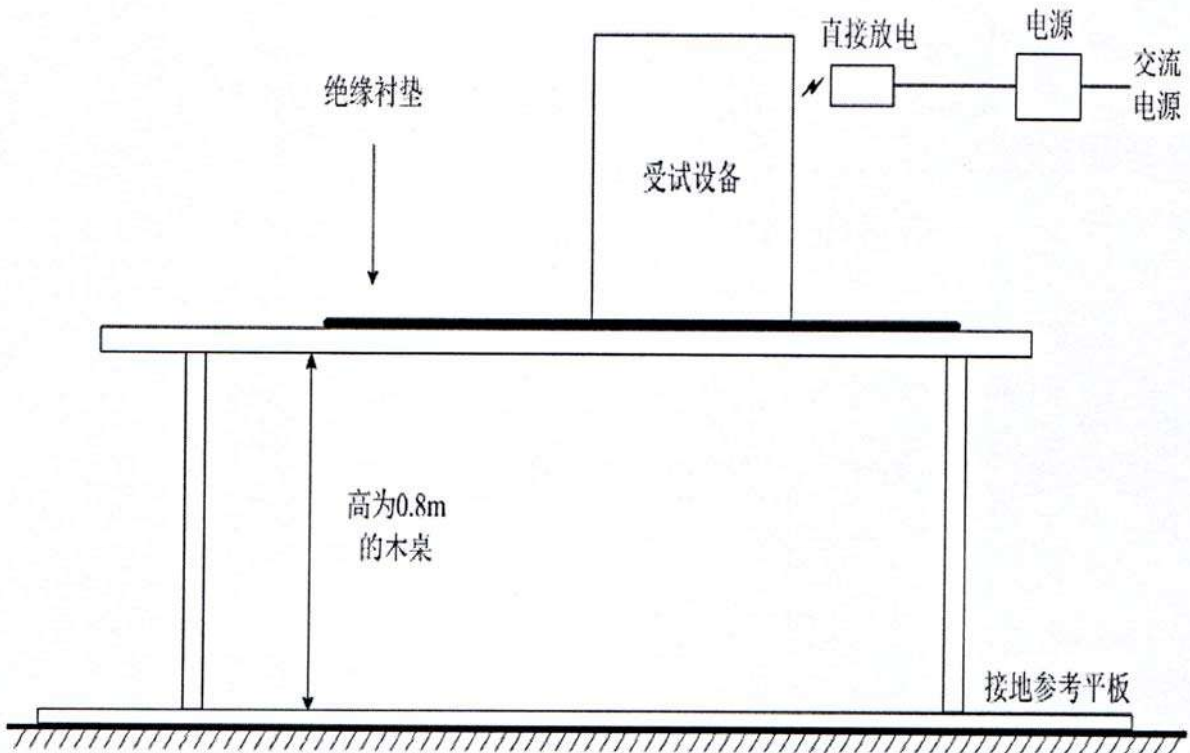 电源
直接放电
交流
电源
绝缘衬垫
受试设备
高为0.8m
的木桌
接地参考平板